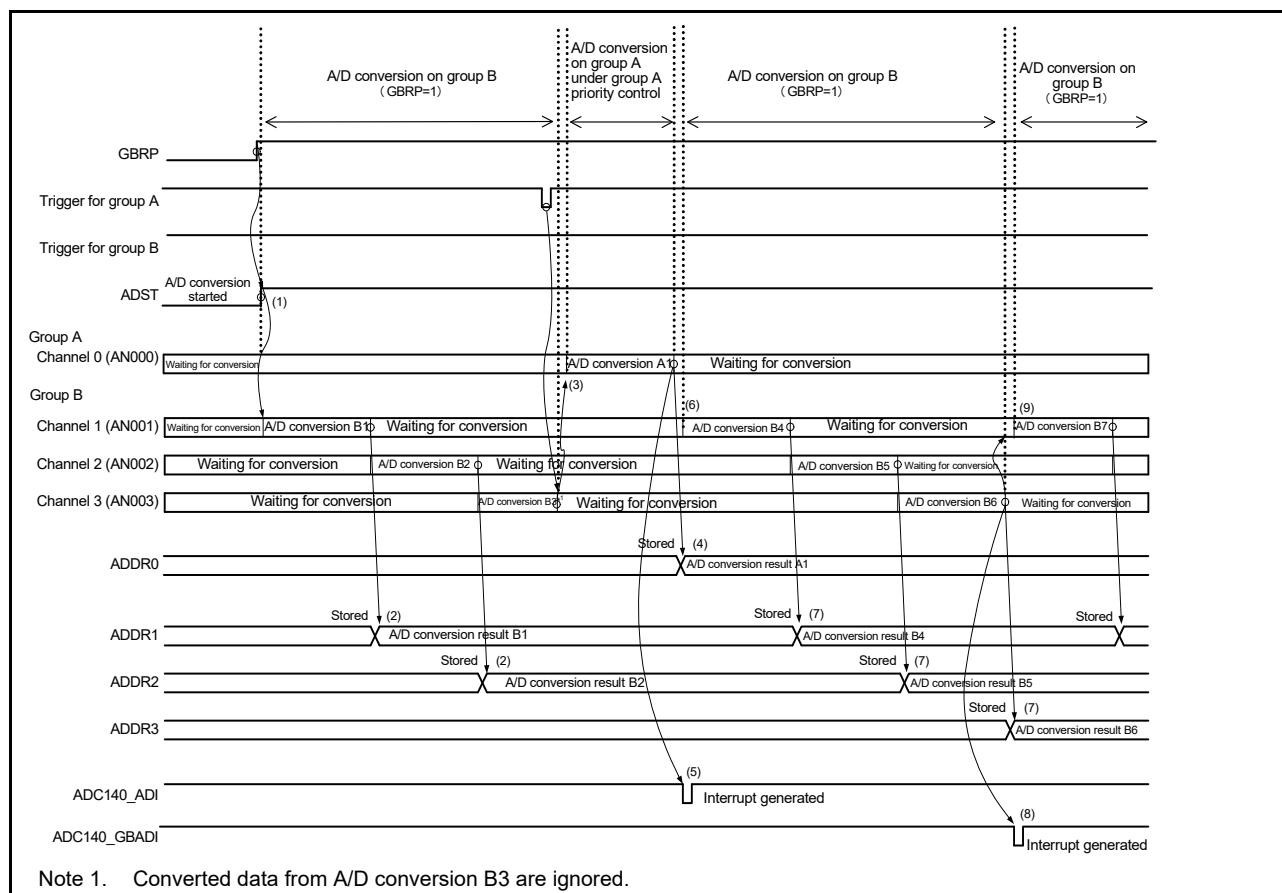 A/D conversion on group B
（GBRP=1）
A/D conversion
on group A
under group A
priority control
A/D conversion on group B
（GBRP=1）
A/D conversion on
group B
（GBRP=1）
GBRP
Trigger for group A
Trigger for group B
A/D conversion
started
ADST
(1)
Group A
Channel 0 (AN000)
Waiting for conversion
A/D conversion A1
Waiting for conversion
(3)
Group B
(6)
(9)
Channel 1 (AN001)
Waiting for conversion
A/D conversion B1
Waiting for conversion
A/D conversion B4
Waiting for conversion
A/D conversion B7
Channel 2 (AN002)
Waiting for conversion
A/D conversion B2
Waiting for conversion
A/D conversion B5
Waiting for conversion
Channel 3 (AN003)
Waiting for conversion
A/D conversion B3*1
Waiting for conversion
A/D conversion B6
Waiting for conversion
Stored
(4)
ADDR0
A/D conversion result A1
Stored
(2)
Stored
(7)
Stored
ADDR1
A/D conversion result B1
A/D conversion result B4
Stored
(2)
Stored
(7)
ADDR2
A/D conversion result B2
A/D conversion result B5
Stored
(7)
ADDR3
A/D conversion result B6
(5)
ADC140_ADI
Interrupt generated
(8)
ADC140_GBADI
Interrupt generated
Note 1. Converted data from A/D conversion B3 are ignored.